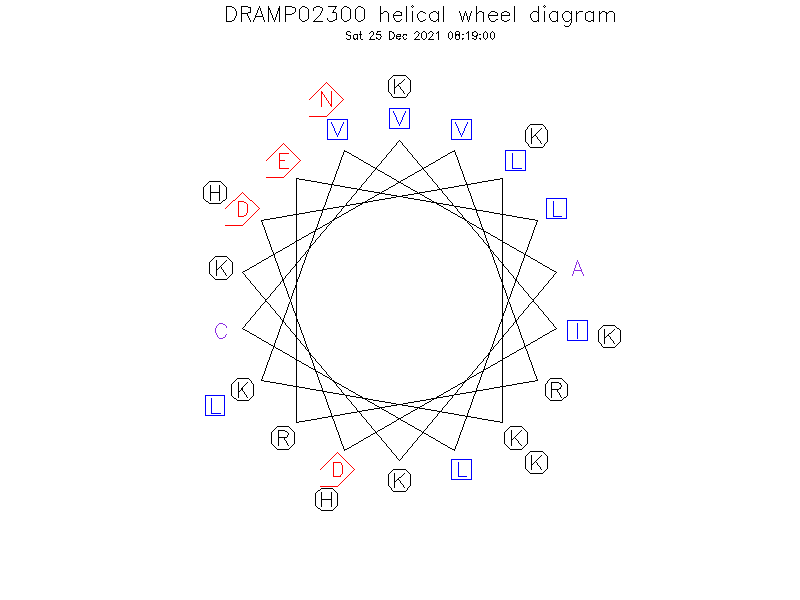 DRAMP02300 helical wheel diagram
Sat 25 Dec 2021 08:19:00
K
N
V
V
V
K
E
L
H
D
L
K
A
C
I
K
L
K
R
R
K
K
D
K
L
H